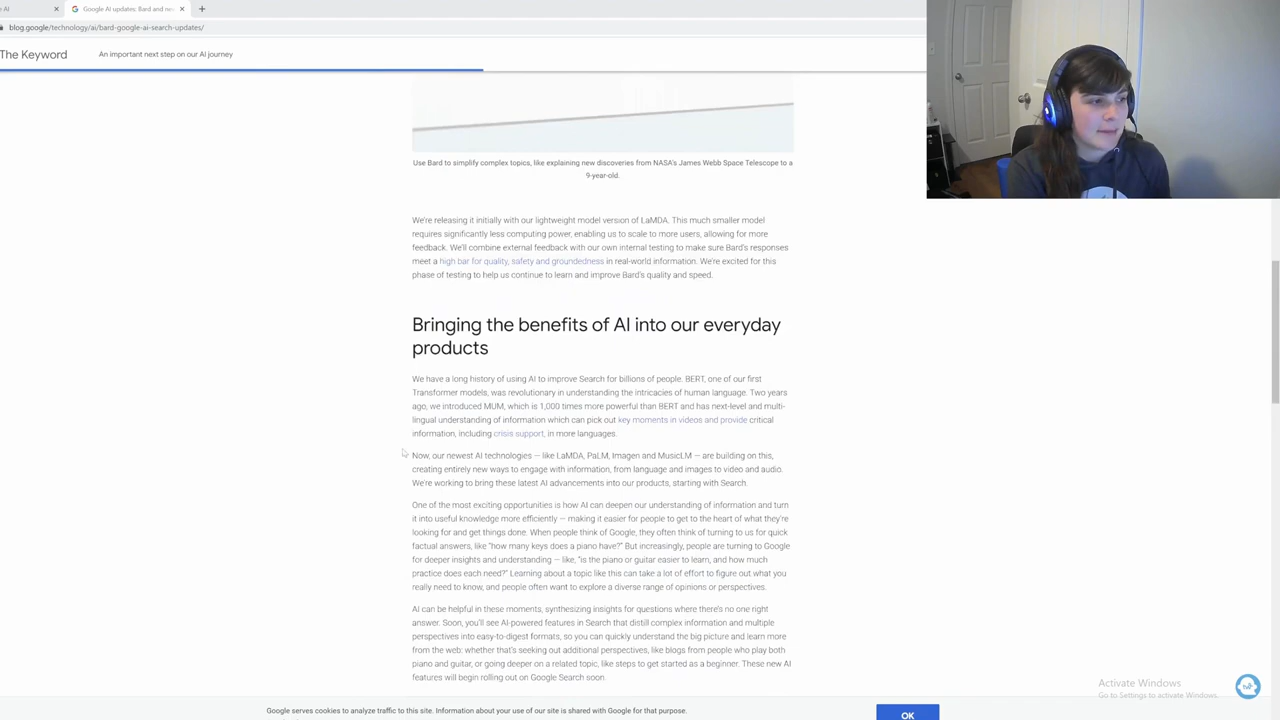 e AI
Google AI updates: Bard and ne
blog.google/technology/ai/bard-google-ai-search-updates/
The Keyword
An important next step on our AI journey
Use Bard to simplify complex topics, like explaining new discoveries from NASA's James Webb Space Telescope to a
9-year-old.
We're releasing it initially with our lightweight model version of LaMDA. This much smaller model
requires significantly less computing power, enabling us to scale to more users, allowing for more
feedback. We'll combine external feedback with our own internal testing to make sure Bard's responses
meet a high bar for quality, safety and groundedness in real-world information. We're excited for this
phase of testing to help us continue to learn and improve Bard's quality and speed.
Bringing the benefits of AI into our everyday
products
We have a long history of using AI to improve Search for billions of people. BERT, one of our first
Transformer models, was revolutionary in understanding the intricacies of human language. Two years
ago, we introduced MUM, which is 1,000 times more powerful than BERT and has next-level and multi-
lingual understanding of information which can pick out key moments in videos and provide critical
information, including crisis support, in more languages.
Now, our newest AI technologies — like LaMDA, PaLM, Imagen and MusicLM — are building on this,
creating entirely new ways to engage with information, from language and images to video and audio.
We're working to bring these latest AI advancements into our products, starting with Search.
One of the most exciting opportunities is how AI can deepen our understanding of information and turn
it into useful knowledge more efficiently — making it easier for people to get to the heart of what they're
looking for and get things done. When people think of Google, they often think of turning to us for quick
factual answers, like "how many keys does a piano have?" But increasingly, people are turning to Google
for deeper insights and understanding — like, "is the piano or guitar easier to learn, and how much
practice does each need?" Learning about a topic like this can take a lot of effort to figure out what you
really need to know, and people often want to explore a diverse range of opinions or perspectives.
AI can be helpful in these moments, synthesizing insights for questions where there's no one right
answer. Soon, you'll see AI-powered features in Search that distill complex information and multiple
perspectives into easy-to-digest formats, so you can quickly understand the big picture and learn more
from the web: whether that's seeking out additional perspectives, like blogs from people who play both
piano and guitar, or going deeper on a related topic, like steps to get started as a beginner. These new AI
features will begin rolling out on Google Search soon.
Activate Windows
Go to Settings to activate Windows.
Google serves cookies to analyze traffic to this site. Information about your use of our site is shared with Google for that purpose.
OK